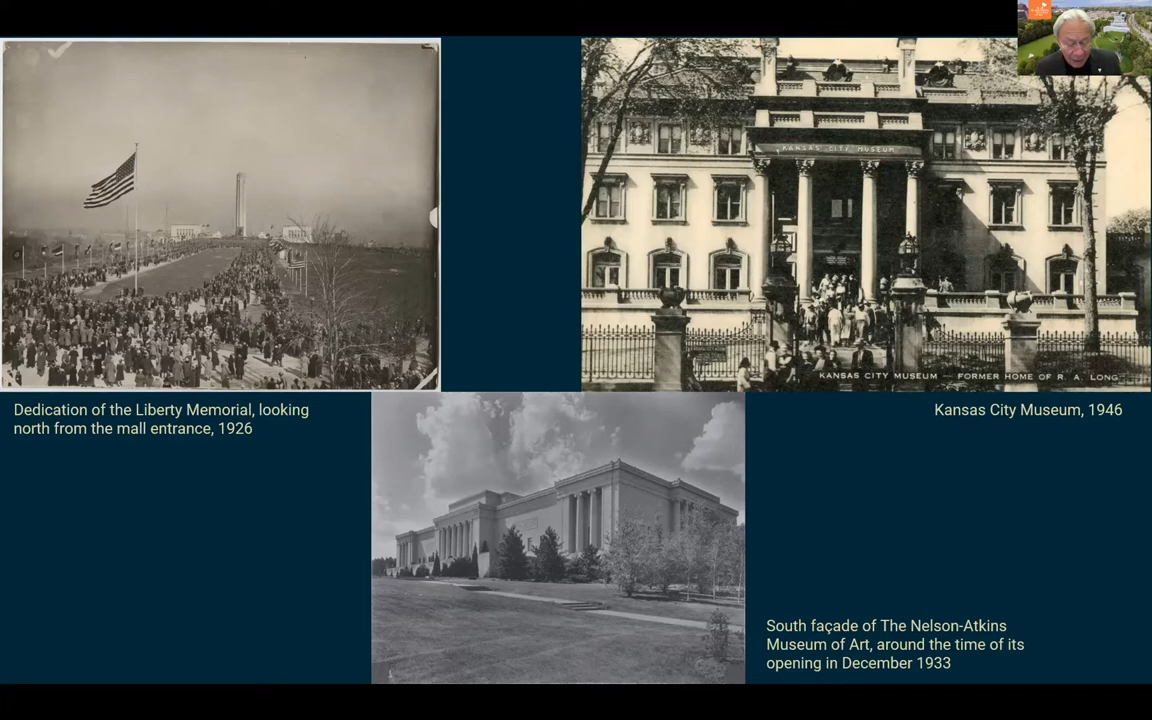 KANSAS CITY MUSEUM
KANSAS CITY MUSEUM — FORMER HOME OF R. A. LONG
Dedication of the Liberty Memorial, looking
north from the mall entrance, 1926
Kansas City Museum, 1946
South façade of The Nelson-Atkins
Museum of Art, around the time of its
opening in December 1933